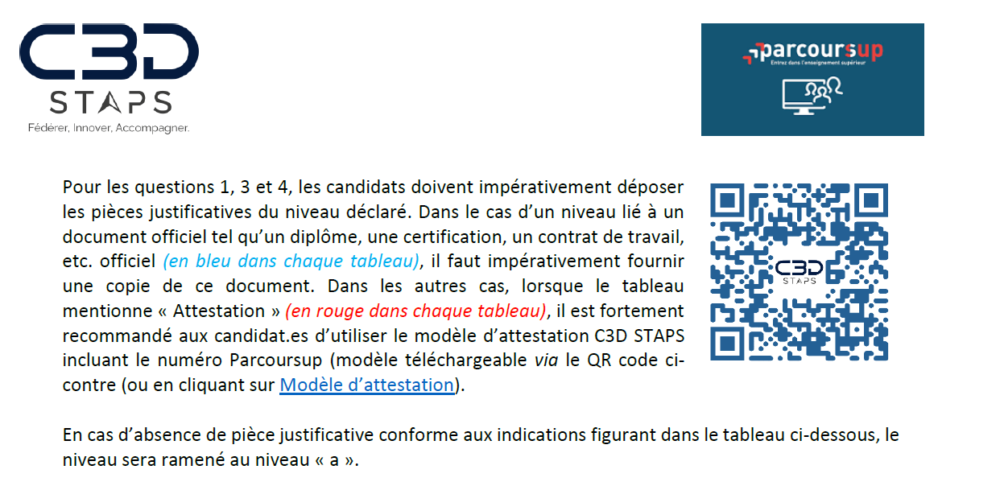 C3D
STAPS
Fédérer, Innover, Accompagner.
parcoursup
Entrez dans l'enseignement supérieur
Pour les questions 1, 3 et 4, les candidats doivent impérativement déposer
les pièces justificatives du niveau déclaré. Dans le cas d’un niveau lié à un
document officiel tel qu’un diplôme, une certification, un contrat de travail,
etc. officiel (en bleu dans chaque tableau), il faut impérativement fournir
une copie de ce document. Dans les autres cas, lorsque le tableau
mentionne « Attestation » (en rouge dans chaque tableau), il est fortement
recommandé aux candidat.es d’utiliser le modèle d’attestation C3D STAPS
incluant le numéro Parcoursup (modèle téléchargeable via le QR code ci-
contre (ou en cliquant sur Modèle d’attestation).
C3D
STAPS
En cas d’absence de pièce justificative conforme aux indications figurant dans le tableau ci-dessous, le
niveau sera ramené au niveau « a ».